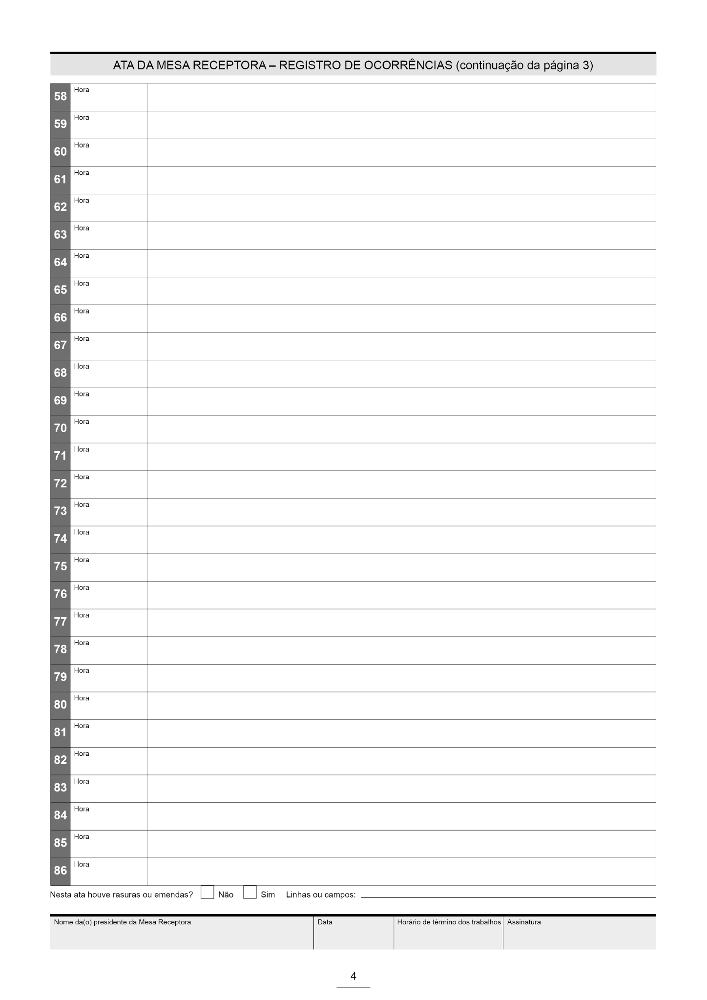 ATA DA MESA RECEPTORA – REGISTRO DE OCORRÊNCIAS (continuação da página 3)
58 Hora
59 Hora
60 Hora
61 Hora
62 Hora
63 Hora
64 Hora
65 Hora
66 Hora
67 Hora
68 Hora
69 Hora
70 Hora
71 Hora
72 Hora
73 Hora
74 Hora
75 Hora
76 Hora
77 Hora
78 Hora
79 Hora
80 Hora
81 Hora
82 Hora
83 Hora
84 Hora
85 Hora
86 Hora
Nesta ata houve rasuras ou emendas? Não Sim Linhas ou campos:
Nome da(o) presidente da Mesa Receptora Data Horário de término dos trabalhos Assinatura
4